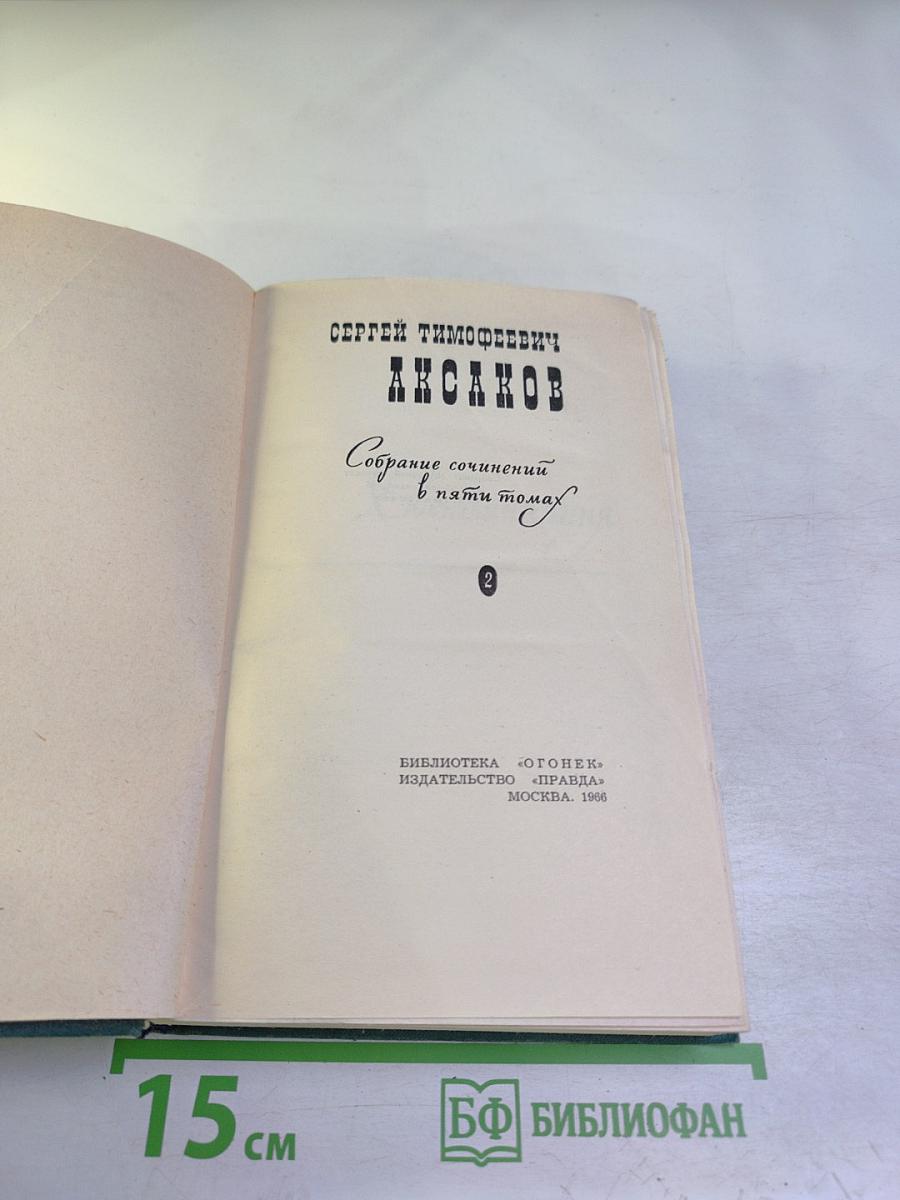 СЕРГЕЙ ТИМОФЕЕВИЧ
АКСАКОВ
Собрание сочинений
в пяти томах
2
БИБЛИОТЕКА «ОГОНЕК»
ИЗДАТЕЛЬСТВО «ПРАВДА»
МОСКВА. 1966
15 см
БФ БИБЛИОФАН